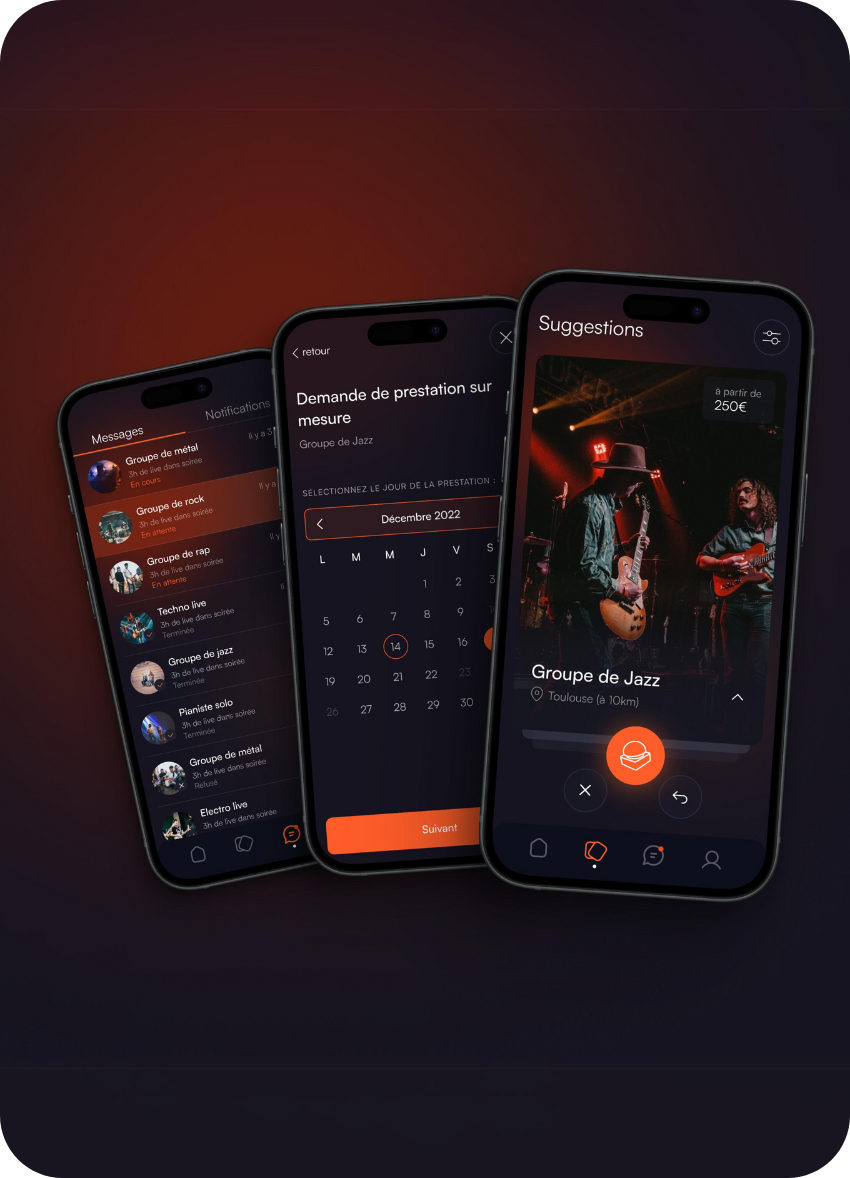 Messages
Notifications
Groupe de métal
Il y a 3
3h de live dans soirée
En cours
Groupe de rock
Il y a
3h de live dans soirée
En attente
Groupe de rap
Il y
3h de live dans soirée
En attente
Techno live
3h de live dans soirée
Terminée
Groupe de jazz
3h de live dans soirée
Terminée
Pianiste solo
3h de live dans soirée
Terminée
Groupe de métal
3h de live dans soirée
Refusé
Electro live
3h de live dans soirée
retour
Demande de prestation sur
mesure
Groupe de Jazz
SÉLECTIONNEZ LE JOUR DE LA PRESTATION :
Décembre 2022
L M M J V S
1 2 3
5 6 7 8 9
12 13 14 15 16
19 20 21 22 23
26 27 28 29 30
Suivant
Suggestions
à partir de
250€
Groupe de Jazz
Toulouse (à 10km)